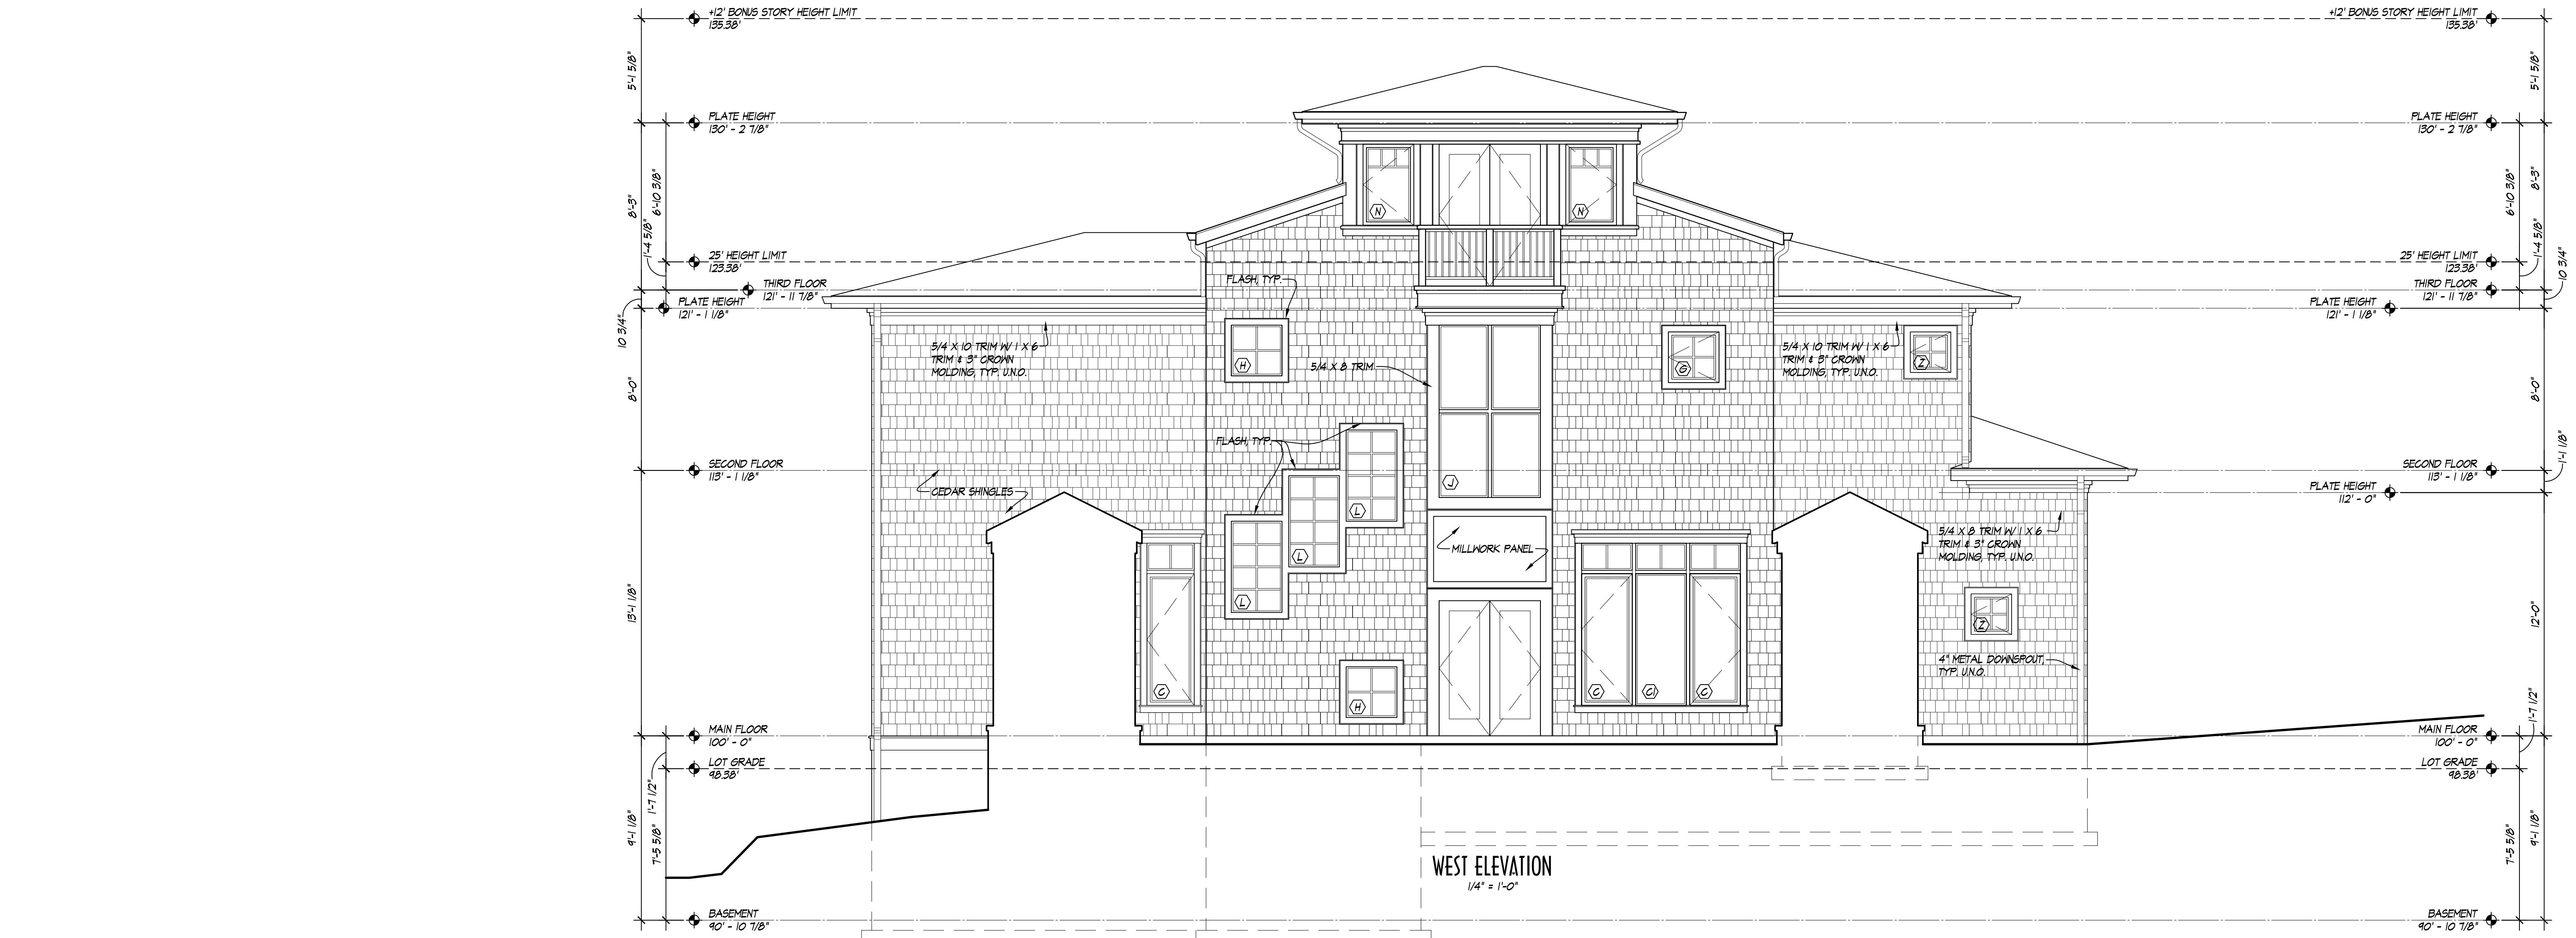 +12' BONUS STORY HEIGHT LIMIT
135.38'
+12' BONUS STORY HEIGHT LIMIT
135.38'
5'-1 5/8"
5'-1 5/8"
PLATE HEIGHT
130' - 2 7/8"
PLATE HEIGHT
130' - 2 7/8"
8'-3"
6'-10 3/8"
1'-4 5/8"
N
N
6'-10 3/8"
8'-3"
1'-4 5/8"
10 3/4"
25' HEIGHT LIMIT
123.38'
25' HEIGHT LIMIT
123.38'
THIRD FLOOR
121' - 11 7/8"
FLASH, TYP.
THIRD FLOOR
121' - 11 7/8"
PLATE HEIGHT
121' - 1 1/8"
PLATE HEIGHT
121' - 1 1/8"
10 3/4"
5/4 X 10 TRIM W/ 1 X 6
TRIM & 3" CROWN
MOLDING, TYP. U.N.O.
H
5/4 X 8 TRIM
G
5/4 X 10 TRIM W/ 1 X 6
TRIM & 3" CROWN
MOLDING, TYP. U.N.O.
Z
8'-0"
8'-0"
FLASH, TYP.
SECOND FLOOR
113' - 1 1/8"
SECOND FLOOR
113' - 1 1/8"
1'-1 1/8"
CEDAR SHINGLES
J
PLATE HEIGHT
112' - 0"
L
L
L
MILLWORK PANEL
5/4 X 8 TRIM W/ 1 X 6
TRIM & 3" CROWN
MOLDING, TYP. U.N.O.
13'-1 1/8"
12'-0"
Z
4" METAL DOWNSPOUT,
TYP. U.N.O.
C
H
C
C1
C
MAIN FLOOR
100' - 0"
MAIN FLOOR
100' - 0"
1'-7 1/2"
1'-7 1/2"
LOT GRADE
98.38'
LOT GRADE
98.38'
9'-1 1/8"
7'-5 5/8"
7'-5 5/8"
9'-1 1/8"
WEST ELEVATION
1/4" = 1'-0"
BASEMENT
90' - 10 7/8"
BASEMENT
90' - 10 7/8"